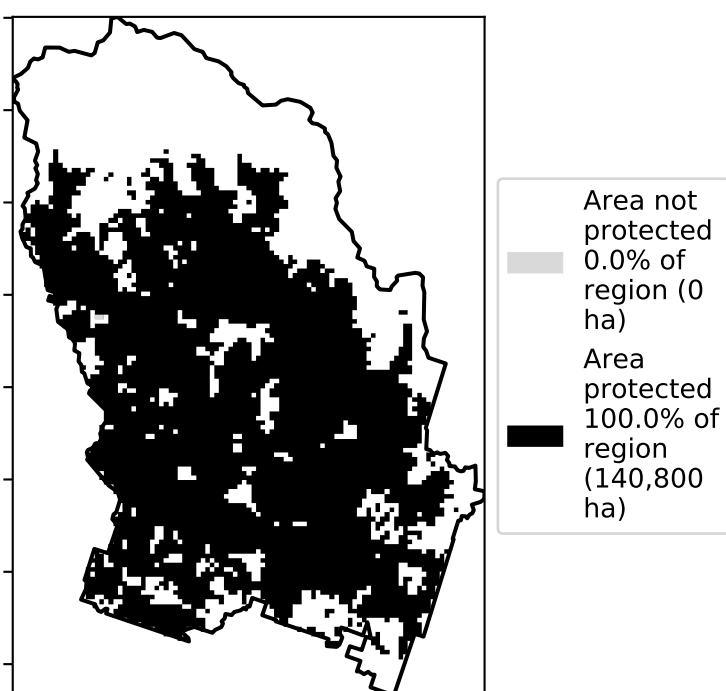 Area not
protected
0.0% of
region (0
ha)
Area
protected
100.0% of
region
(140,800
ha)